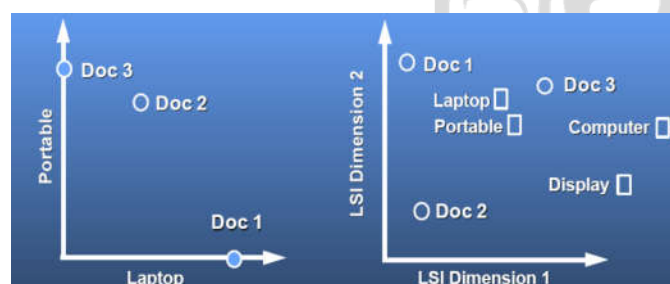 Portable
Doc 3
Doc 2
Doc 1
Laptop
LSI Dimension 2
Doc 1
Doc 3
Laptop
Portable
Computer
Display
Doc 2
LSI Dimension 1